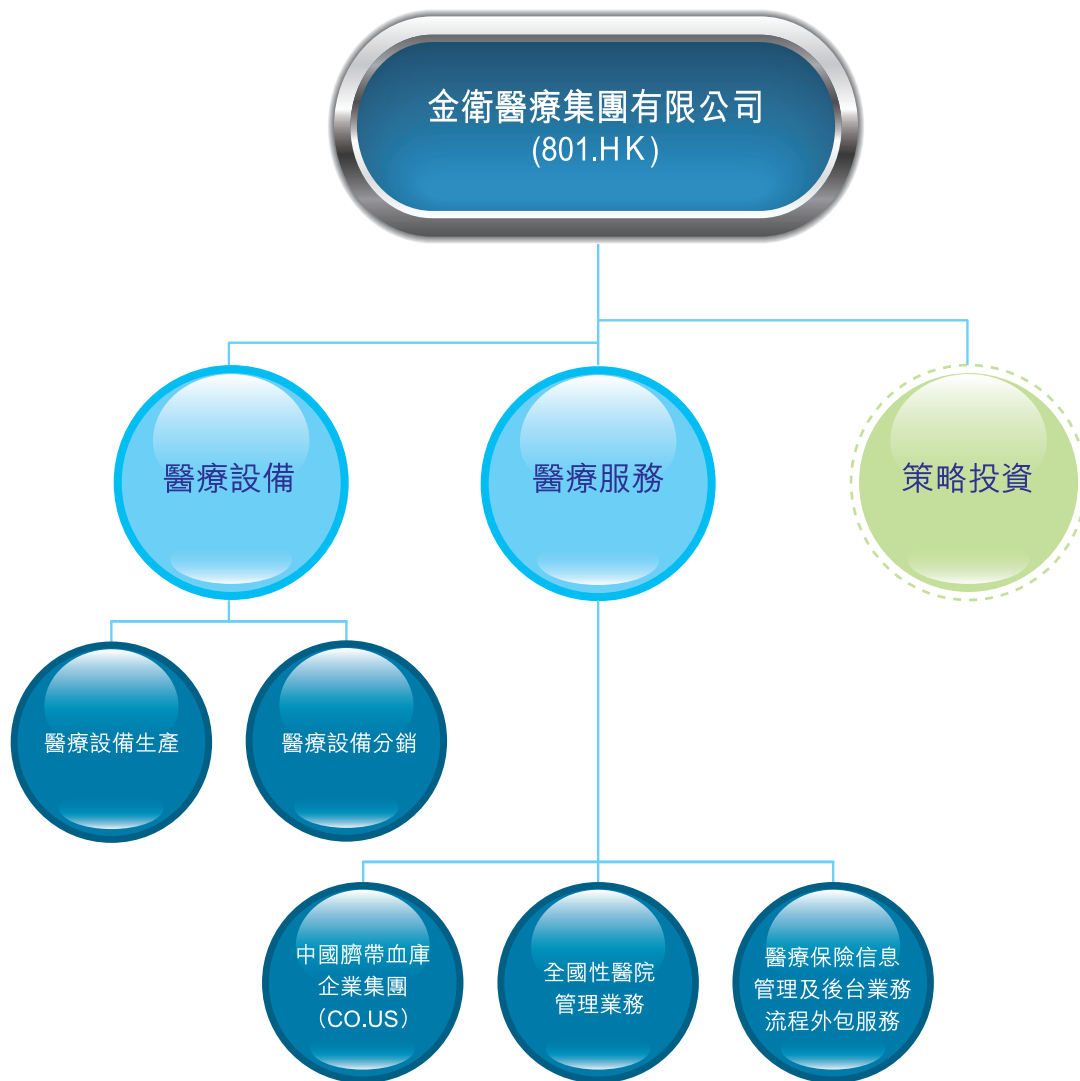 金衛醫療集團有限公司
(801.HK)
醫療設備
醫療服務
策略投資
醫療設備生產
醫療設備分銷
中國臍帶血庫
企業集團
（CO.US）
全國性醫院
管理業務
醫療保險信息
管理及後台業務
流程外包服務